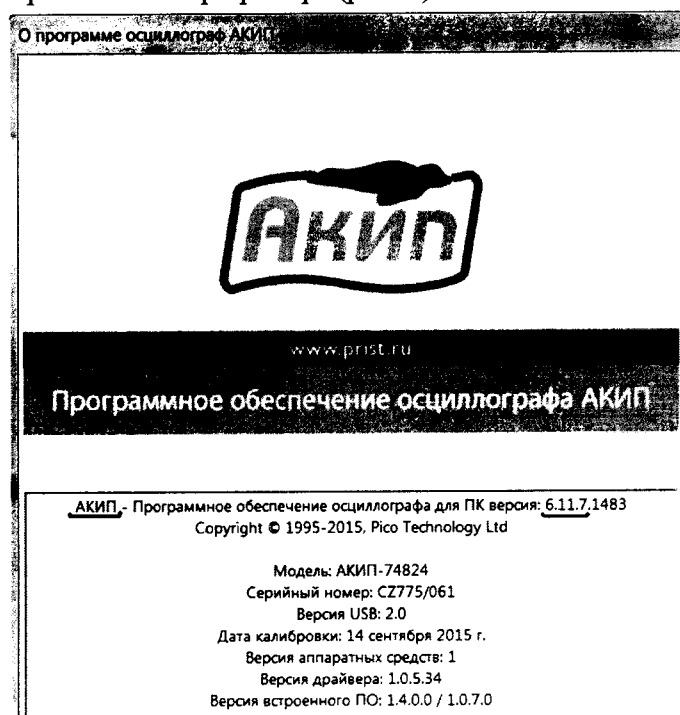 О программе осциллограф АКИП
Акип
www.prist.ru
Программное обеспечение осциллографа АКИП
АКИП - Программное обеспечение осциллографа для ПК версия: 6.11.7.1483
Copyright © 1995-2015, Pico Technology Ltd
Модель: АКИП-74824
Серийный номер: CZ775/061
Версия USB: 2.0
Дата калибровки: 14 сентября 2015 г.
Версия аппаратных средств: 1
Версия драйвера: 1.0.5.34
Версия встроенного ПО: 1.4.0.0 / 1.0.7.0